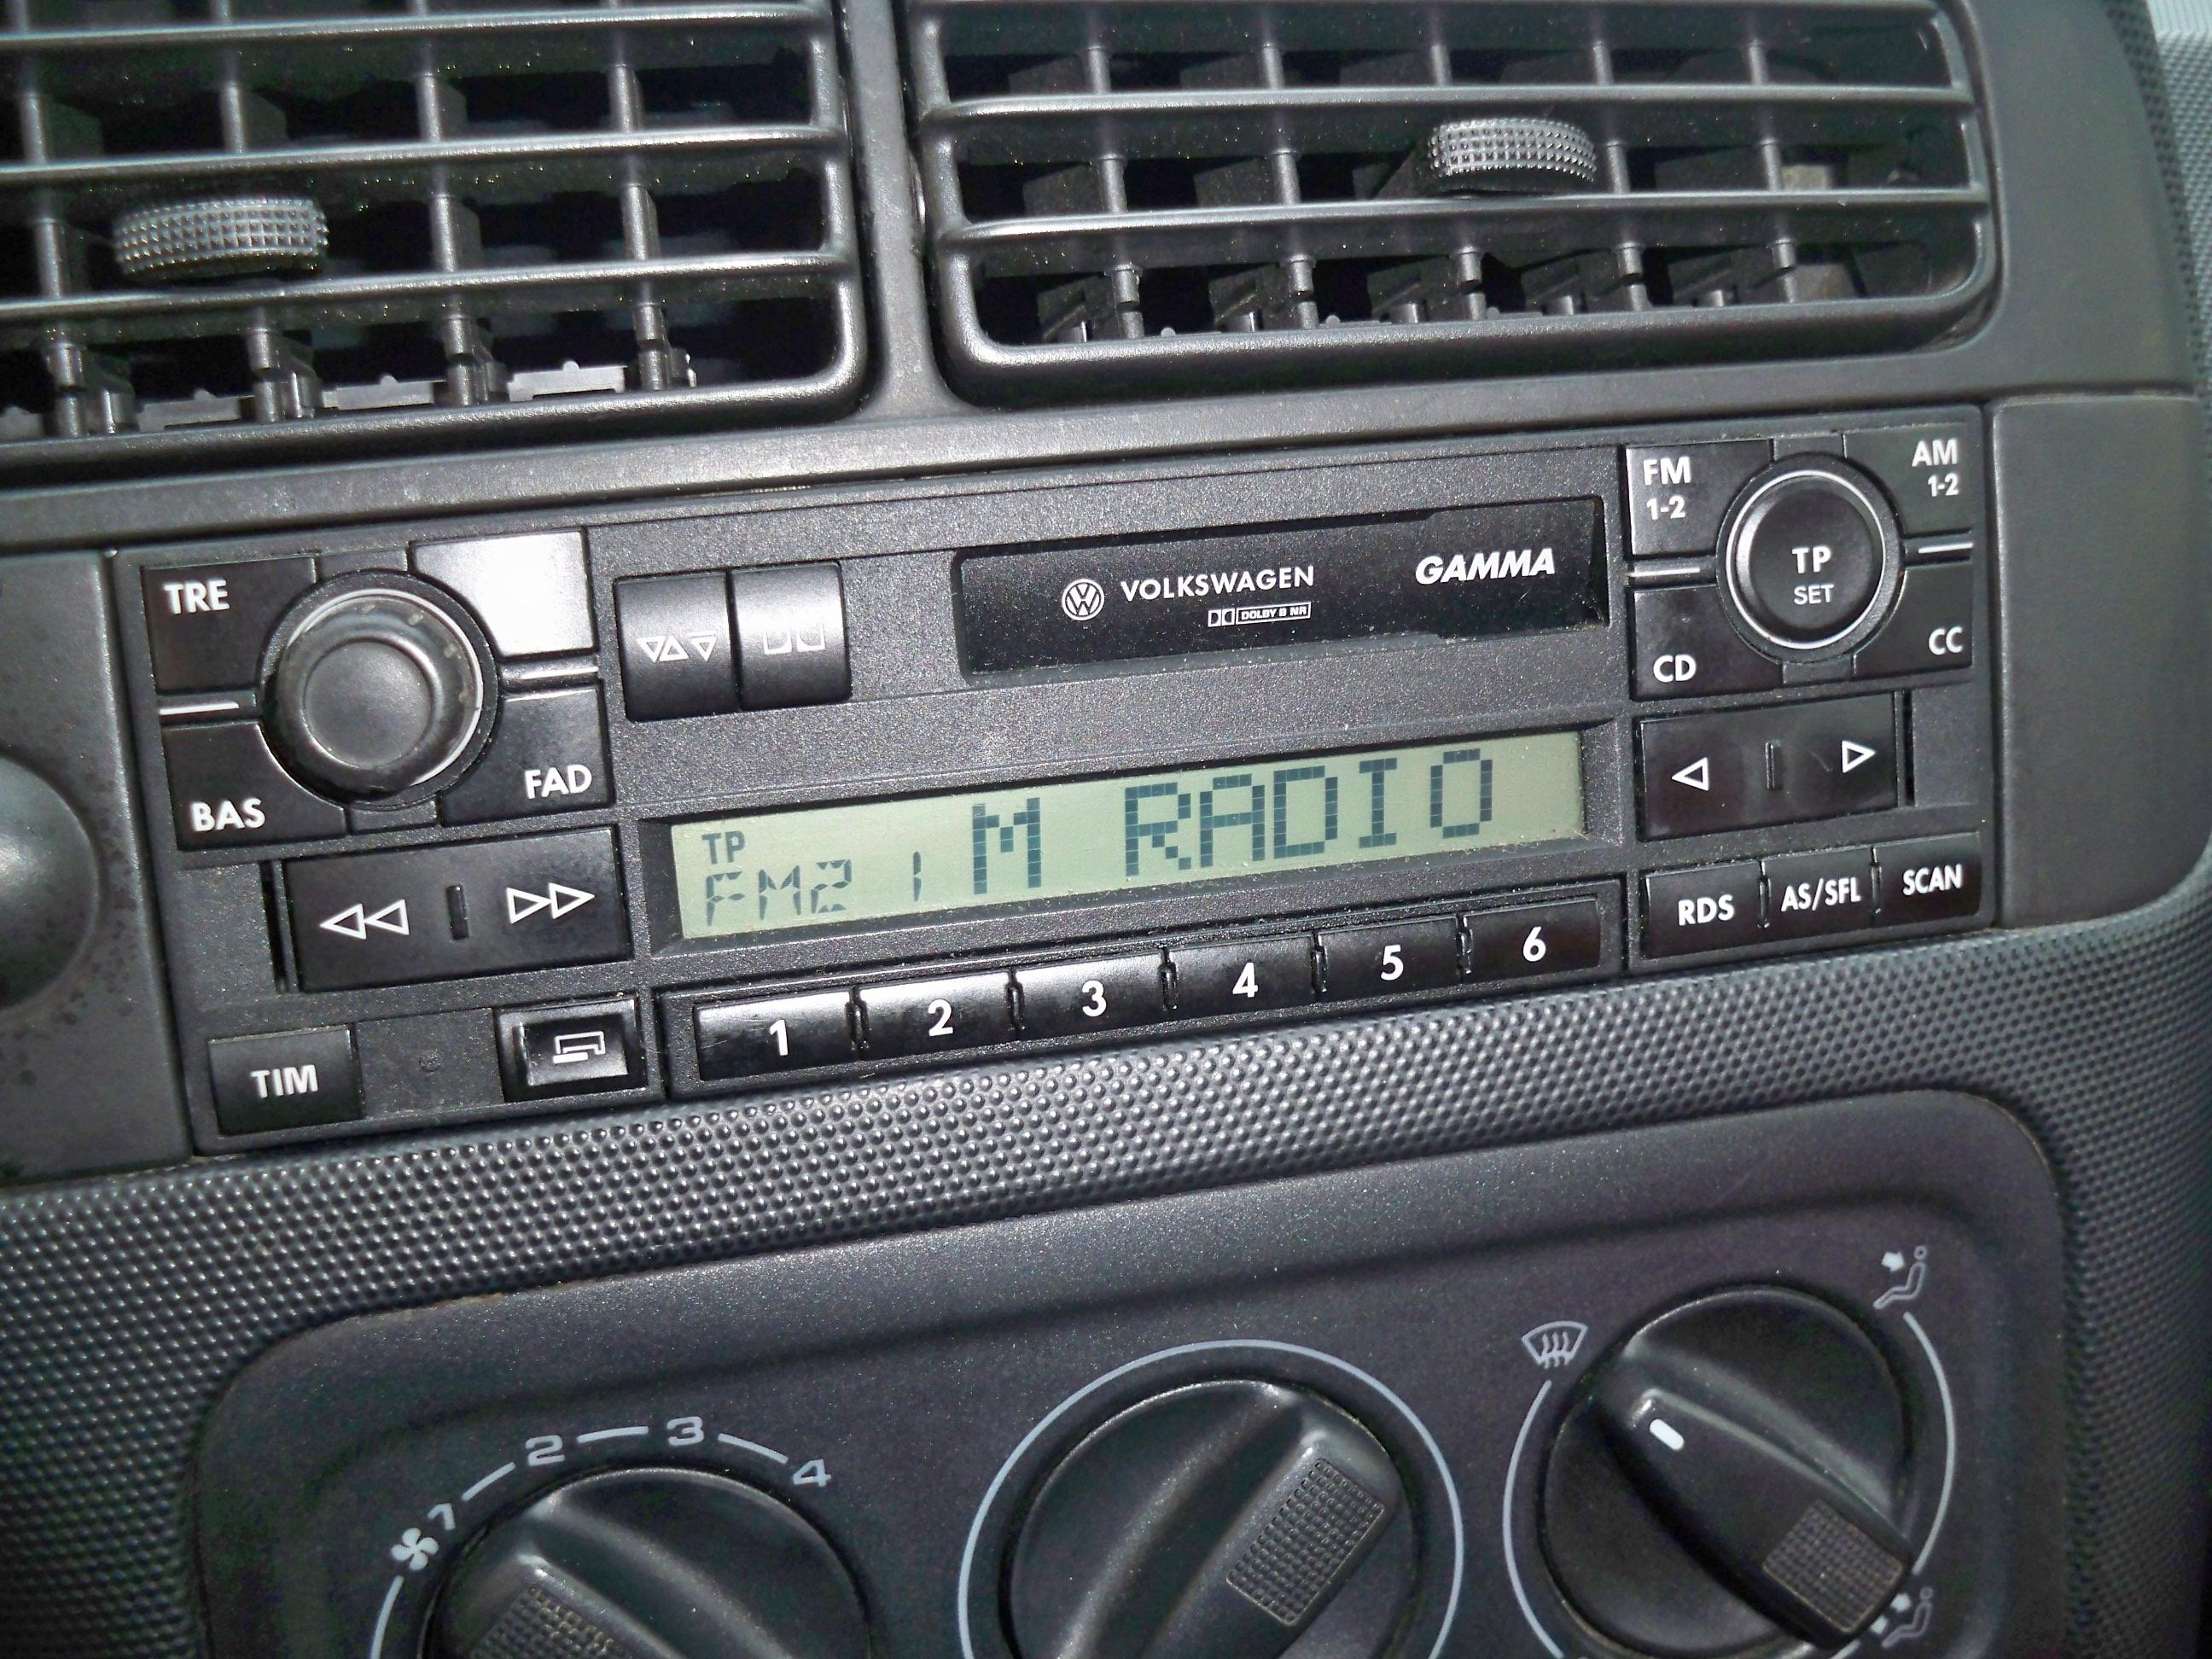 TRE
BAS
FAD
VOLKSWAGEN
DOLBY B NR
GAMMA
FM
1-2
AM
1-2
TP
SET
CD
CC
TP
FM2 1 M RADIO
RDS
AS/SFL
SCAN
TIM
1 2 3 4 5 6
1 2 3 4